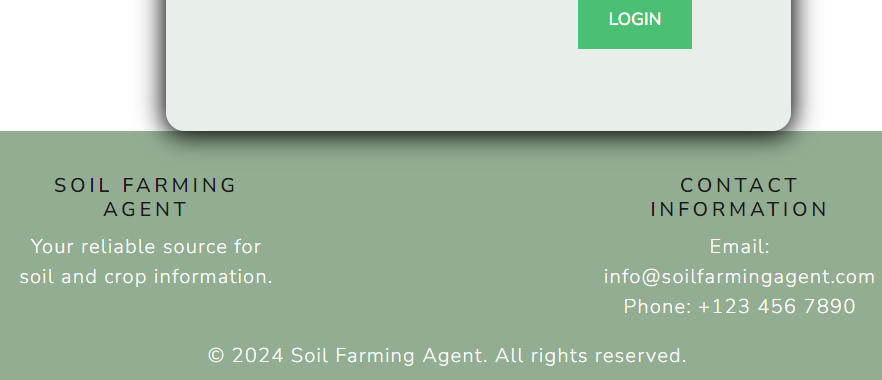 LOGIN
SOIL FARMING
AGENT
Your reliable source for
soil and crop information.
CONTACT
INFORMATION
Email:
info@soilfarmingagent.com
Phone: +123 456 7890
© 2024 Soil Farming Agent. All rights reserved.